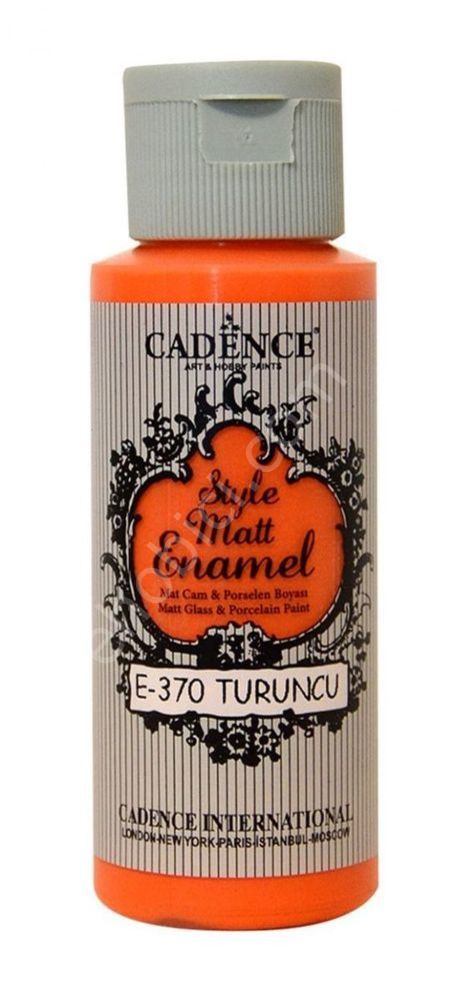 CADENCE®
ART & HOBBY PAINTS
Style
Matt
Enamel
Mat Cam & Porselen Boyası
Matt Glass & Porcelain Paint
E-370 TURUNCU
CADENCE INTERNATIONAL
LONDON-NEW YORK-PARIS-İSTANBUL-MOSCOW